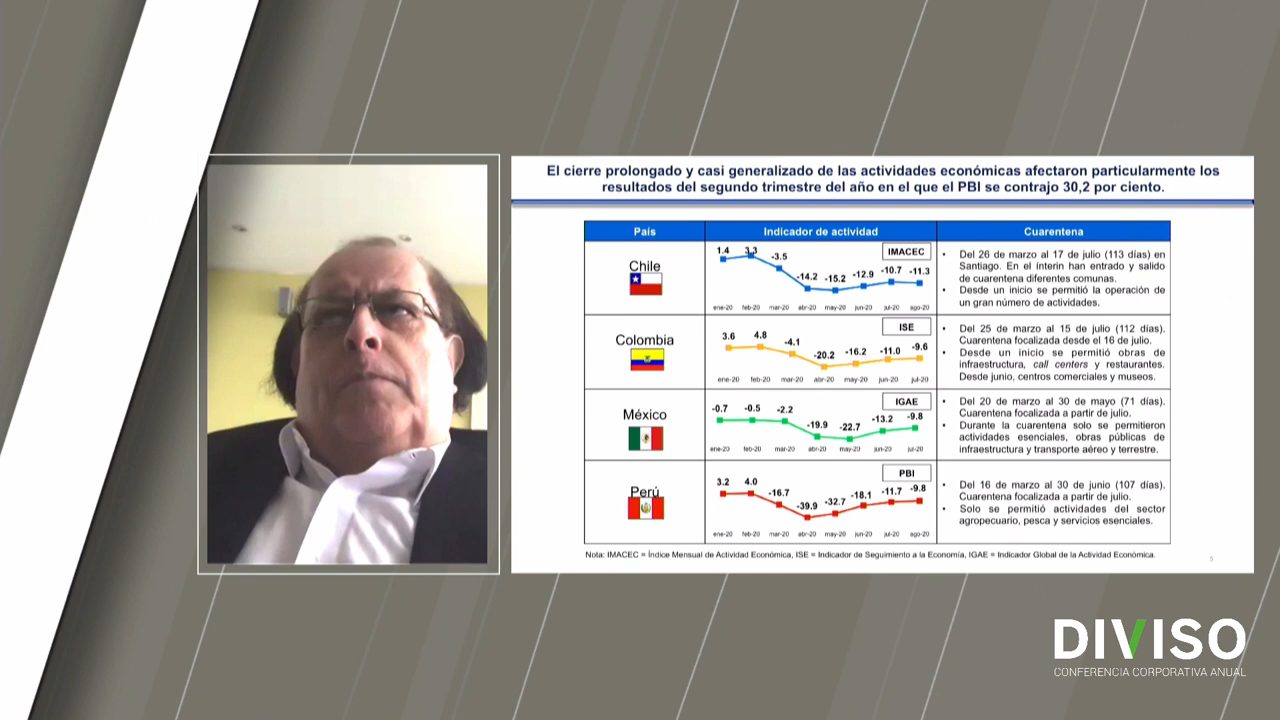 El cierre prolongado y casi generalizado de las actividades económicas afectaron particularmente los
resultados del segundo trimestre del año en el que el PBI se contrajo 30,2 por ciento.
País
Indicador de actividad
Cuarentena
Chile
IMACEC
1.4 3.3 -3.5 -14.2 -15.2 -12.9 -10.7 -11.3
ene-20 feb-20 mar-20 abr-20 may-20 jun-20 jul-20 ago-20
• Del 26 de marzo al 17 de julio (113 días) en
Santiago. En el ínterin han entrado y salido
de cuarentena diferentes comunas.
• Desde un inicio se permitió la operación de
un gran número de actividades.
Colombia
ISE
3.6 4.8 -4.1 -20.2 -16.2 -11.0 -9.6
ene-20 feb-20 mar-20 abr-20 may-20 jun-20 jul-20
• Del 25 de marzo al 15 de julio (112 días).
Cuarentena focalizada desde el 16 de julio.
• Desde un inicio se permitió obras de
infraestructura, call centers y restaurantes.
Desde junio, centros comerciales y museos.
México
IGAE
-0.7 -0.5 -2.2 -19.9 -22.7 -13.2 -9.8
ene-20 feb-20 mar-20 abr-20 may-20 jun-20 jul-20
• Del 20 de marzo al 30 de mayo (71 días).
Cuarentena focalizada a partir de julio.
• Durante la cuarentena solo se permitieron
actividades esenciales, obras públicas de
infraestructura y transporte aéreo y terrestre.
Perú
PBI
3.2 4.0 -16.7 -39.9 -32.7 -18.1 -11.7 -9.8
ene-20 feb-20 mar-20 abr-20 may-20 jun-20 jul-20 ago-20
• Del 16 de marzo al 30 de junio (107 días).
Cuarentena focalizada a partir de julio.
• Solo se permitió actividades del sector
agropecuario, pesca y servicios esenciales.
Nota: IMACEC = Índice Mensual de Actividad Económica, ISE = Indicador de Seguimiento a la Economía, IGAE = Indicador Global de la Actividad Económica.
5
DIVISO
CONFERENCIA CORPORATIVA ANUAL